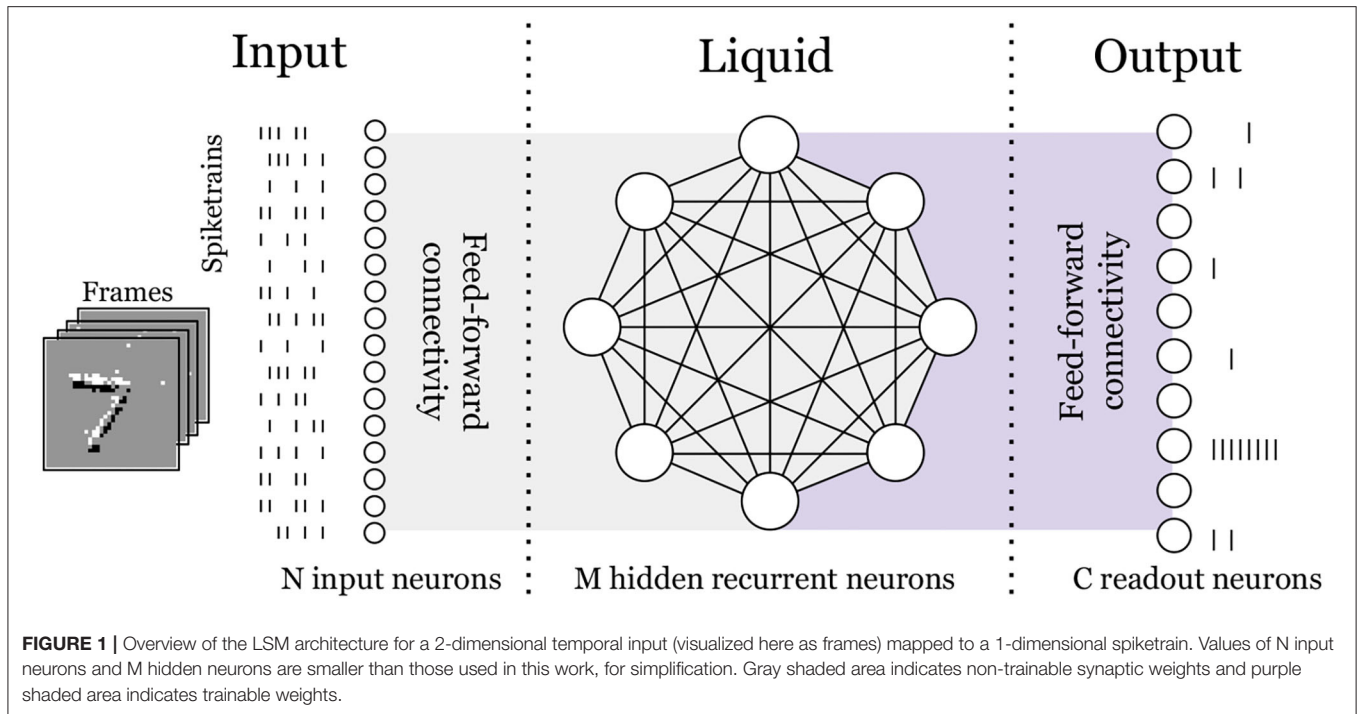 Input
Liquid
Output
Spiketrains
Frames
Feed-forward
connectivity
Feed-forward
connectivity
N input neurons
M hidden recurrent neurons
C readout neurons
FIGURE 1 | Overview of the LSM architecture for a 2-dimensional temporal input (visualized here as frames) mapped to a 1-dimensional spiketrain. Values of N input
neurons and M hidden neurons are smaller than those used in this work, for simplification. Gray shaded area indicates non-trainable synaptic weights and purple
shaded area indicates trainable weights.